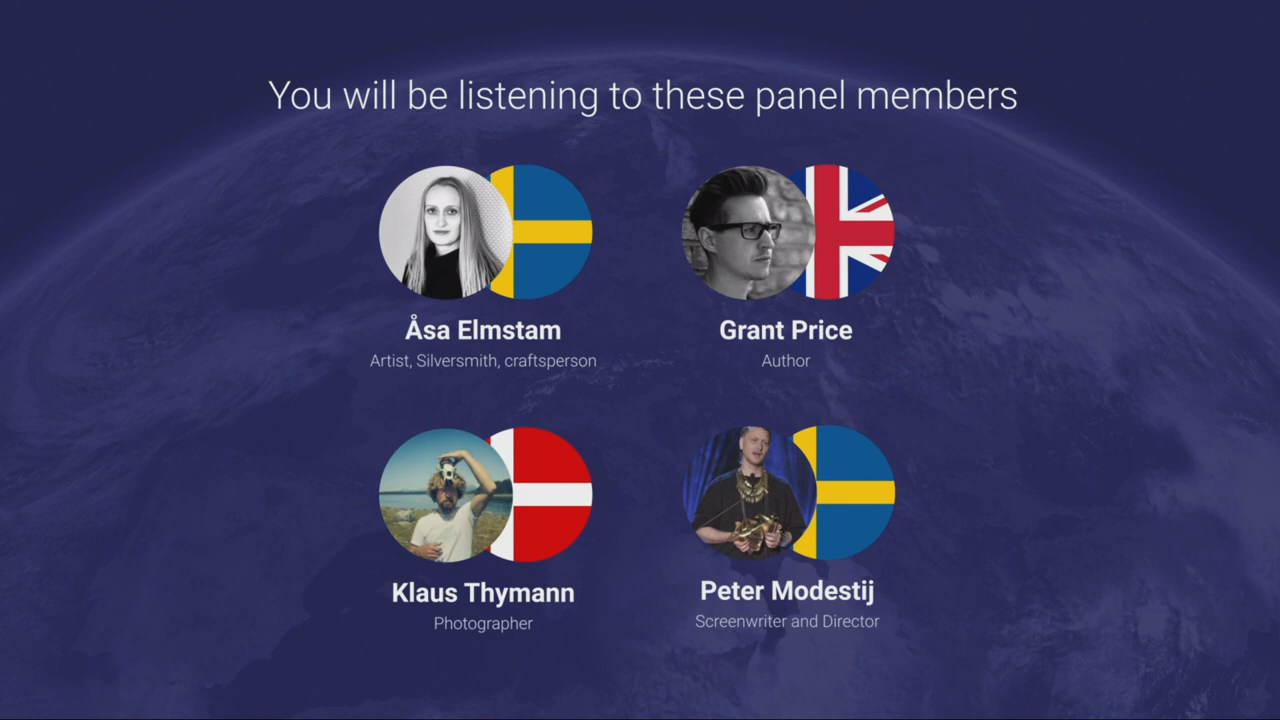 You will be listening to these panel members
Åsa Elmstam
Artist, Silversmith, craftsperson
Grant Price
Author
Klaus Thymann
Photographer
Peter Modestij
Screenwriter and Director